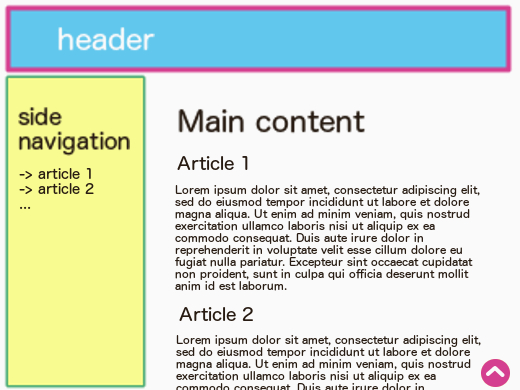 header
side
navigation
-> article 1
-> article 2
...
Main content
Article 1
Lorem ipsum dolor sit amet, consectetur adipiscing elit,
sed do eiusmod tempor incididunt ut labore et dolore
magna aliqua. Ut enim ad minim veniam, quis nostrud
exercitation ullamco laboris nisi ut aliquip ex ea
commodo consequat. Duis aute irure dolor in
reprehenderit in voluptate velit esse cillum dolore eu
fugiat nulla pariatur. Excepteur sint occaecat cupidatat
non proident, sunt in culpa qui officia deserunt mollit
anim id est laborum.
Article 2
Lorem ipsum dolor sit amet, consectetur adipiscing elit,
sed do eiusmod tempor incididunt ut labore et dolore
magna aliqua. Ut enim ad minim veniam, quis nostrud
exercitation ullamco laboris nisi ut aliquip ex ea
commodo consequat. Duis aute irure dolor in